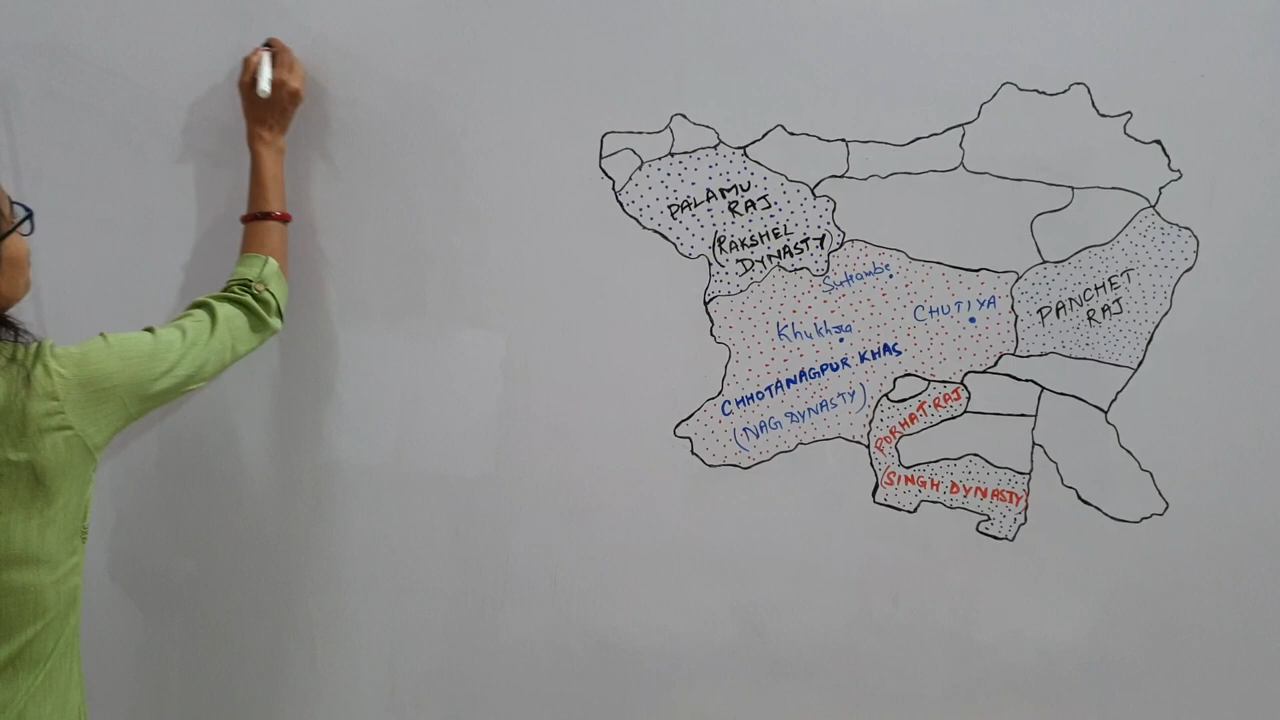 PALAMU
RAJ
(RAKSHEL
DYNASTY)
Sutiambe
CHUTIYA
Khukhra
CHHOTANAGPUR KHAS
(NAG DYNASTY)
PANCHET
RAJ
PORHAT RAJ
(SINGH DYNASTY)